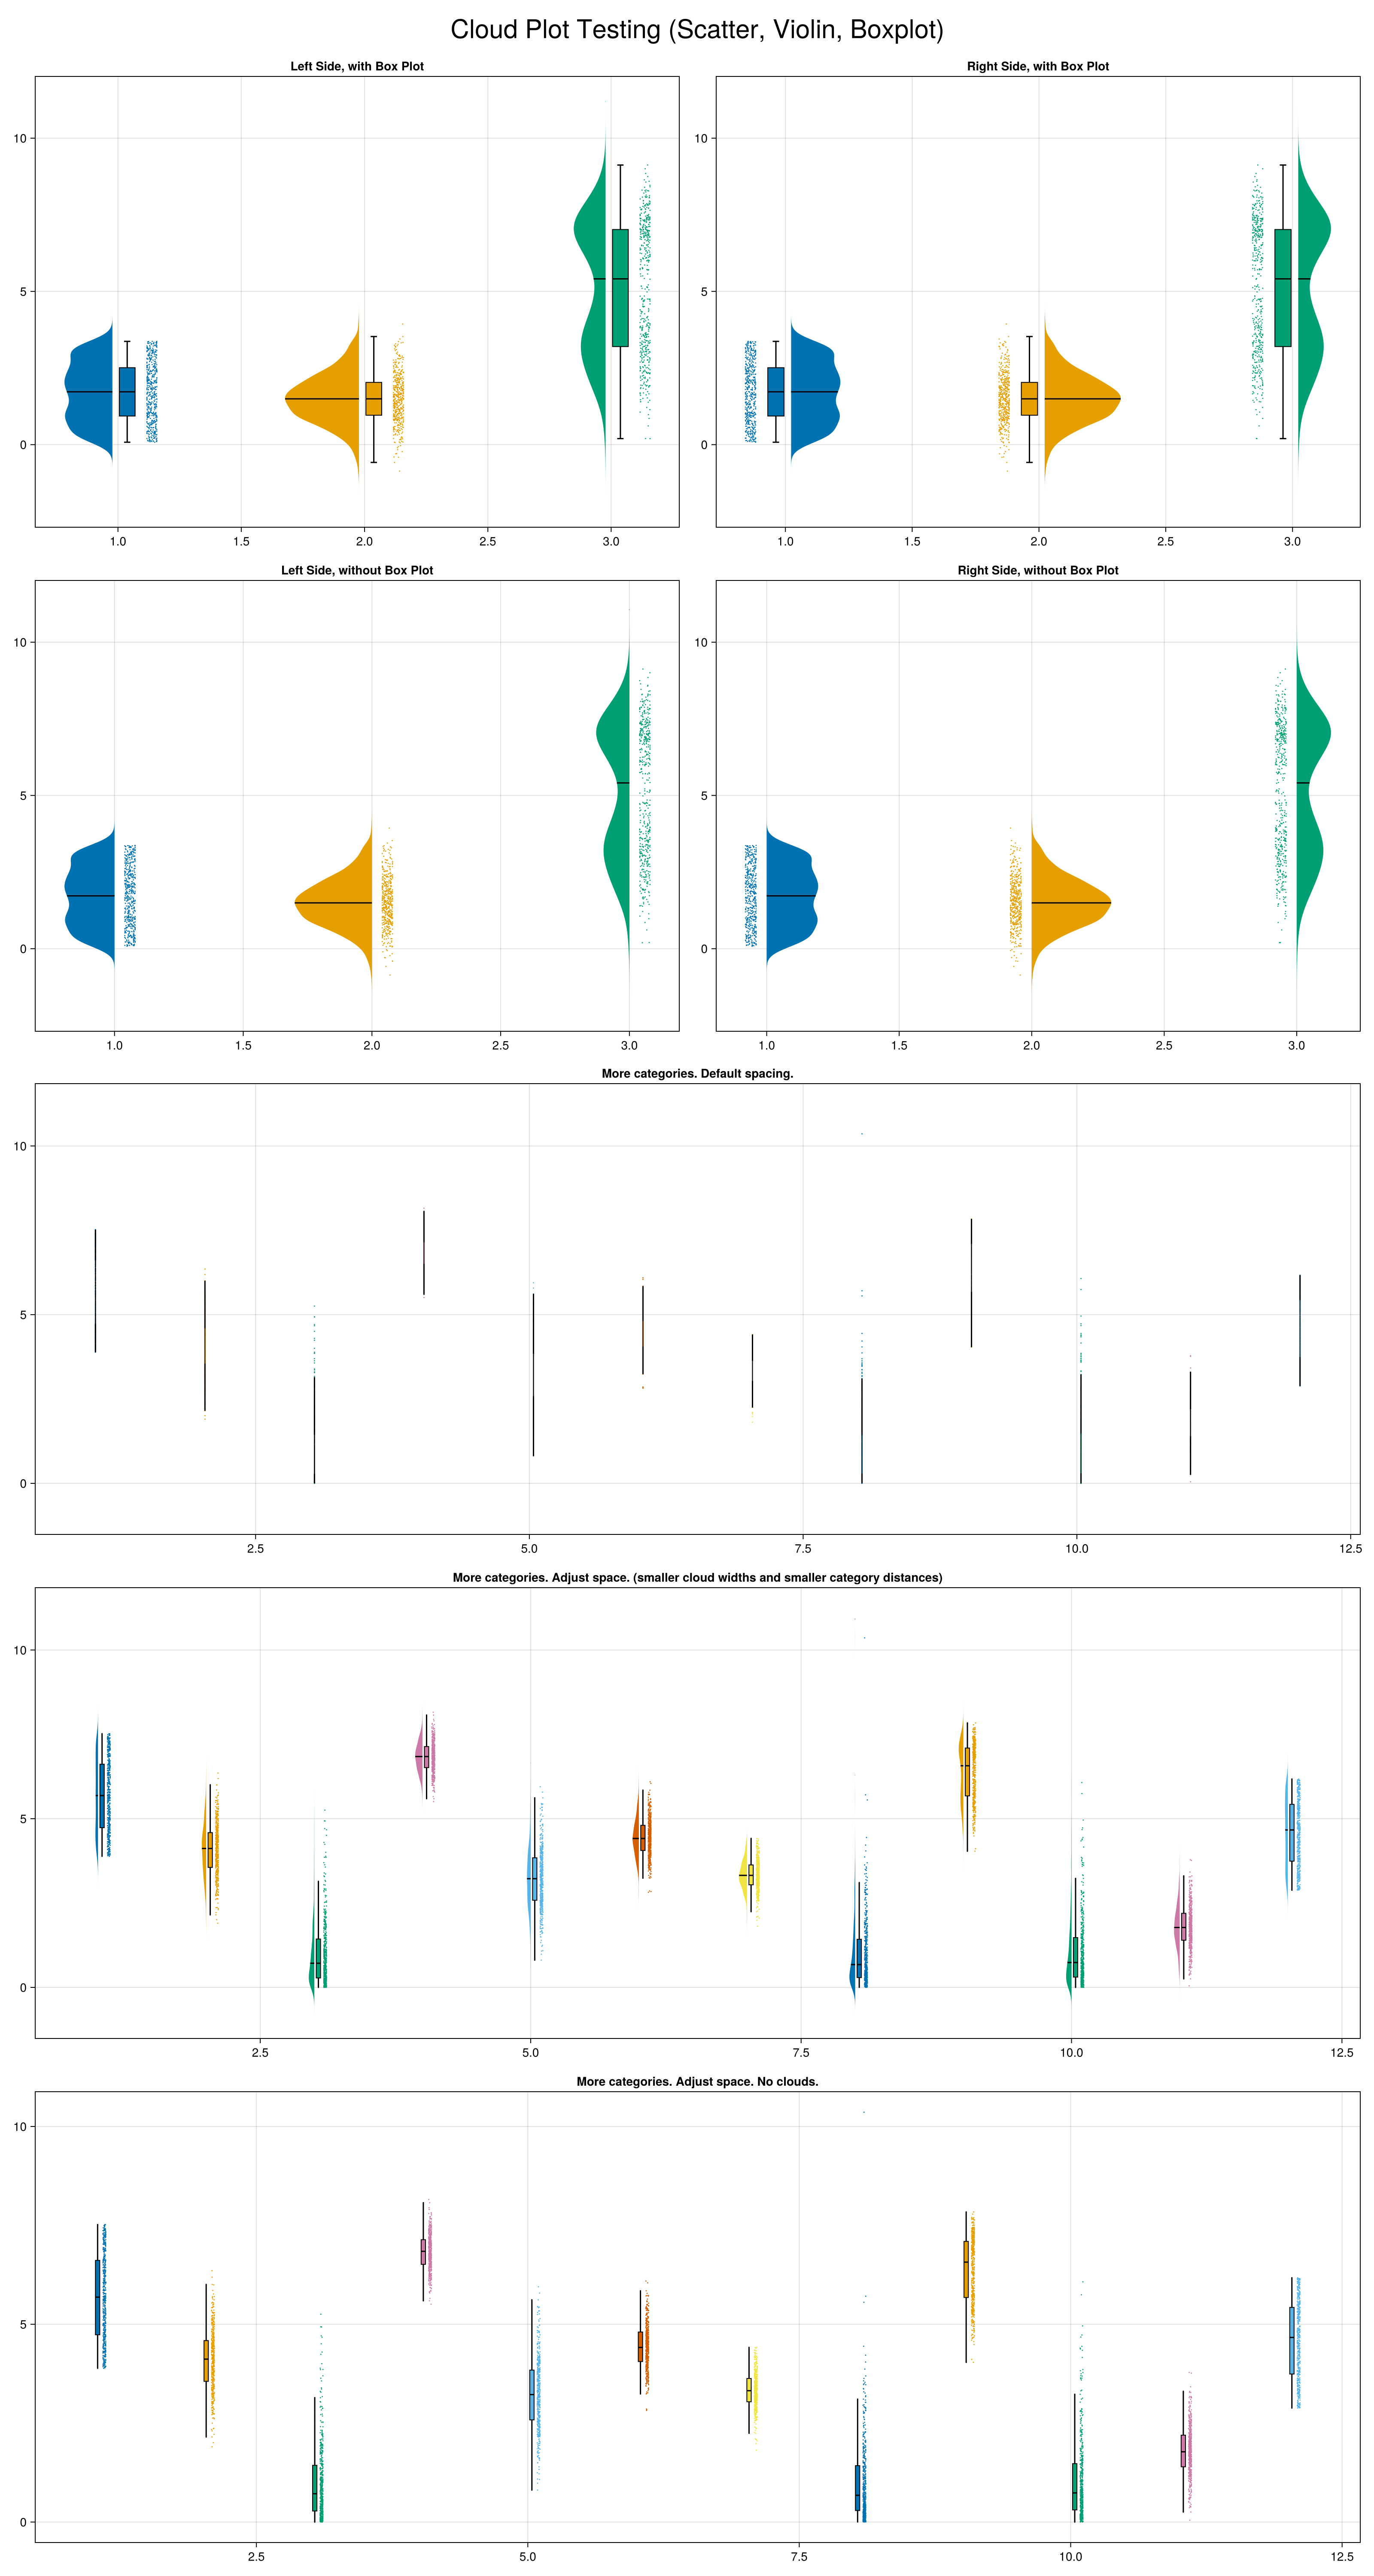 Cloud Plot Testing (Scatter, Violin, Boxplot)
Left Side, with Box Plot
10
5
0
1.0 1.5 2.0 2.5 3.0
Right Side, with Box Plot
10
5
0
1.0 1.5 2.0 2.5 3.0
Left Side, without Box Plot
10
5
0
1.0 1.5 2.0 2.5 3.0
Right Side, without Box Plot
10
5
0
1.0 1.5 2.0 2.5 3.0
More categories. Default spacing.
10
5
0
2.5 5.0 7.5 10.0 12.5
More categories. Adjust space. (smaller cloud widths and smaller category distances)
10
5
0
2.5 5.0 7.5 10.0 12.5
More categories. Adjust space. No clouds.
10
5
0
2.5 5.0 7.5 10.0 12.5